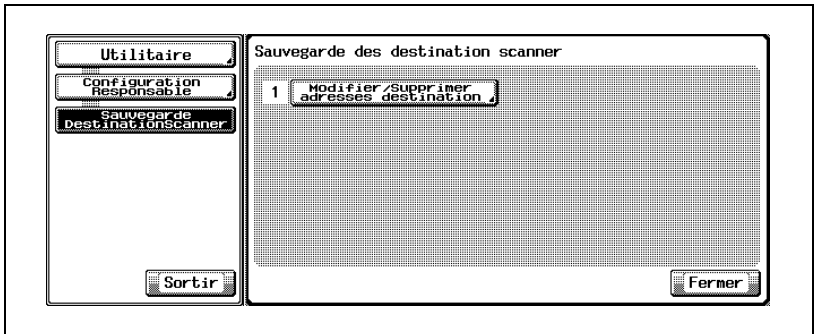 Utilitaire
Configuration
Responsable
Sauvegarde
DestinationScanner
Sortir
Sauvegarde des destination scanner
1 Modifier/Supprimer
adresses destination
Fermer